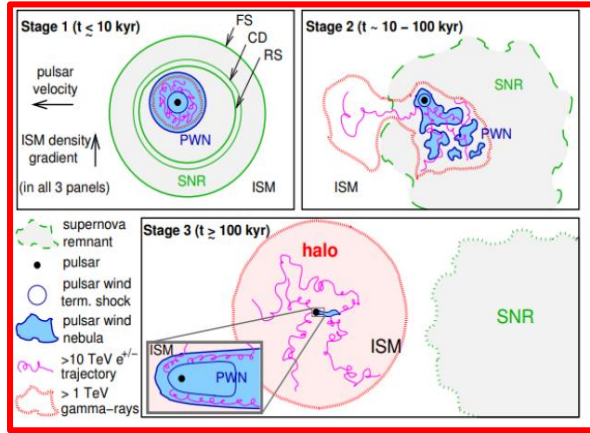 Stage 1 (t ≲ 10 kyr)
FS
CD
RS
pulsar
velocity
ISM density
gradient
(in all 3 panels)
PWN
SNR
ISM
Stage 2 (t ~ 10 – 100 kyr)
SNR
PWN
ISM
supernova
remnant
pulsar
pulsar wind
term. shock
pulsar wind
nebula
>10 TeV e+/−
trajectory
> 1 TeV
gamma-rays
Stage 3 (t ≳ 100 kyr)
halo
ISM
SNR
ISM
PWN